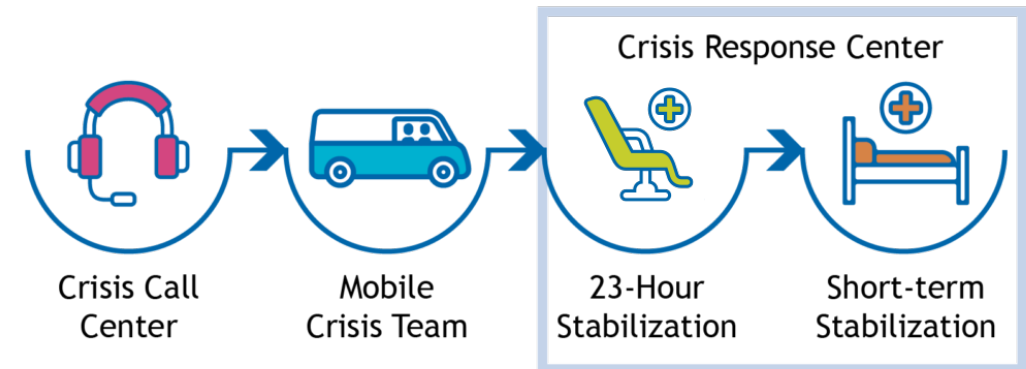 Crisis Response Center
Crisis Call
Center
Mobile
Crisis Team
23-Hour
Stabilization
Short-term
Stabilization